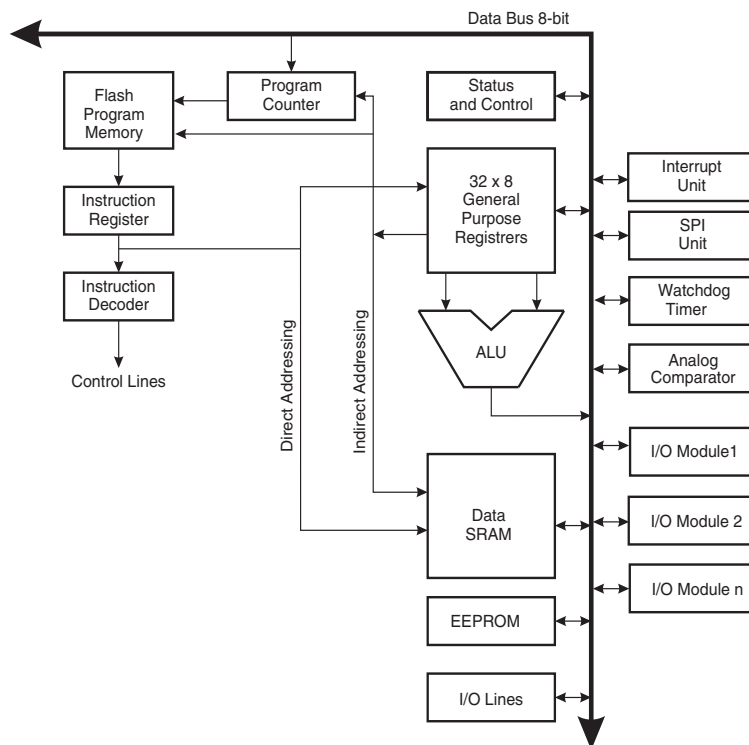 Data Bus 8-bit
Flash
Program
Memory
Program
Counter
Status
and Control
Instruction
Register
32 x 8
General
Purpose
Registrers
Interrupt
Unit
SPI
Unit
Instruction
Decoder
Watchdog
Timer
ALU
Analog
Comparator
Control Lines
Direct Addressing
Indirect Addressing
I/O Module1
Data
SRAM
I/O Module 2
I/O Module n
EEPROM
I/O Lines